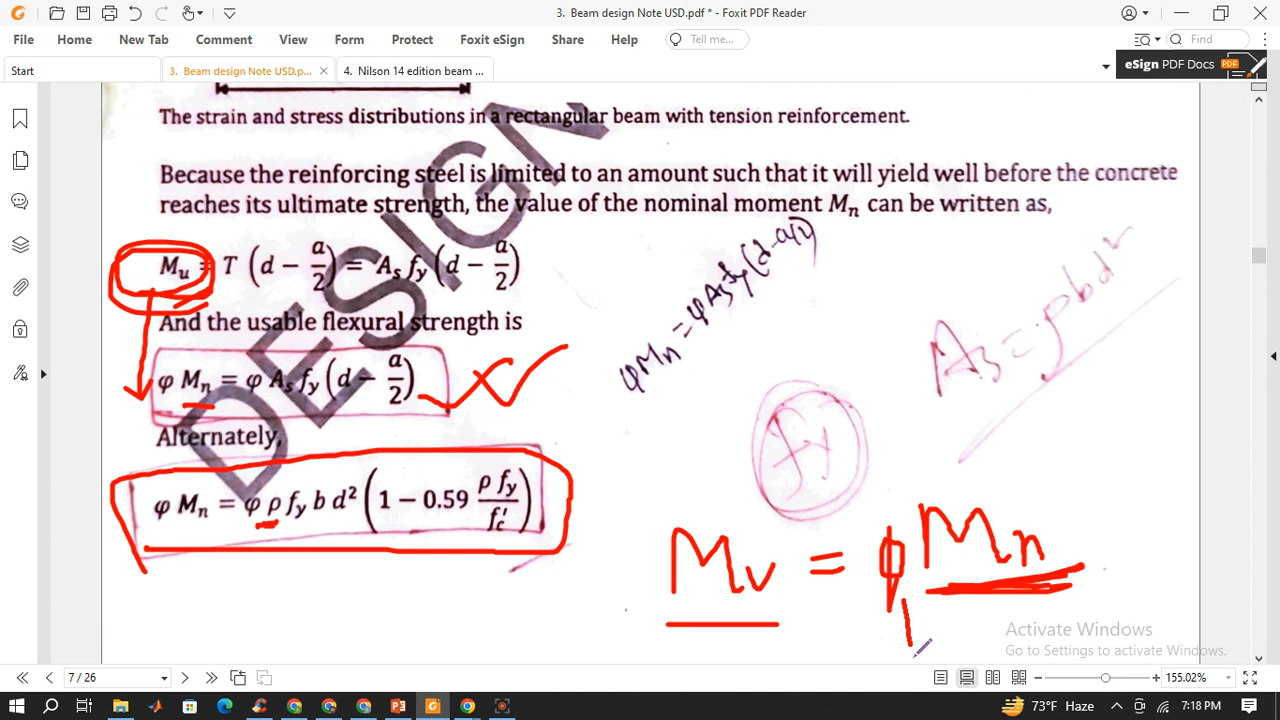 3. Beam design Note USD.pdf * - Foxit PDF Reader
File Home New Tab Comment View Form Protect Foxit eSign Share Help Tell me... Find
Start 3. Beam design Note USD.p... × 4. Nilson 14 edition beam ... eSign PDF Docs PDF
The strain and stress distributions in a rectangular beam with tension reinforcement.
Because the reinforcing steel is limited to an amount such that it will yield well before the concrete
reaches its ultimate strength, the value of the nominal moment Mn can be written as,
Mu = T (d − a/2) = As fy (d − a/2)
And the usable flexural strength is
φ Mn = φ As fy (d − a/2)
φMn = φAsfy(d-a/2)
As = ρbd²
Alternately,
φ Mn = φ ρ fy b d² (1 − 0.59 ρ fy / f'c)
fy
Mu = φ Mn
DESIGN
Activate Windows
Go to Settings to activate Windows.
7 / 26 155.02%
73°F Haze 7:18 PM